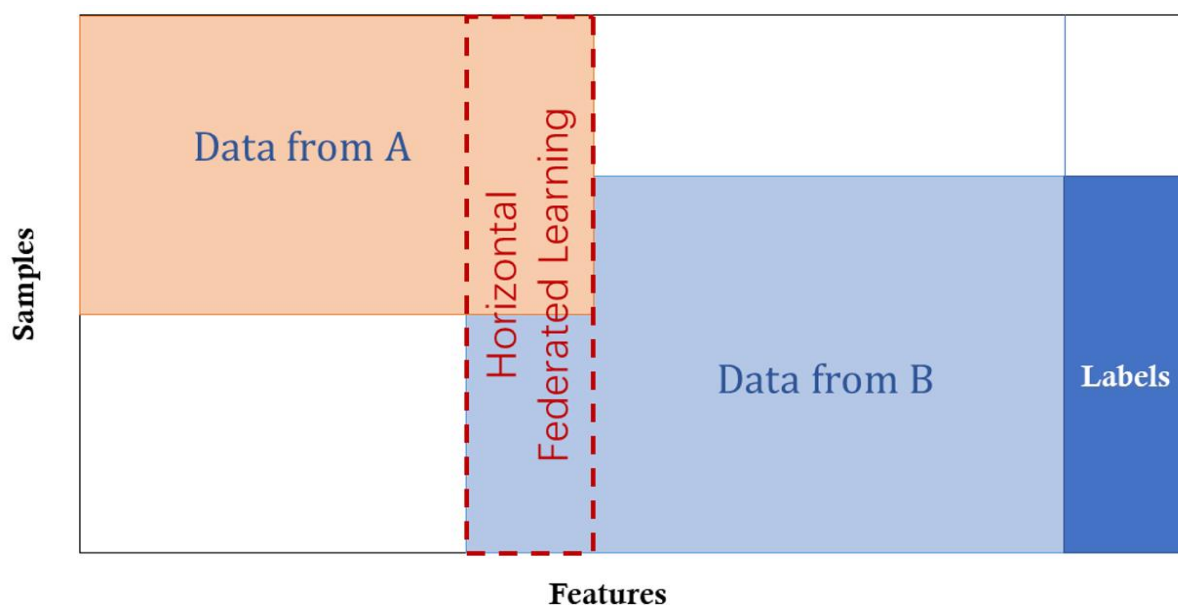 Data from A
Horizontal
Federated Learning
Samples
Data from B
Labels
Features